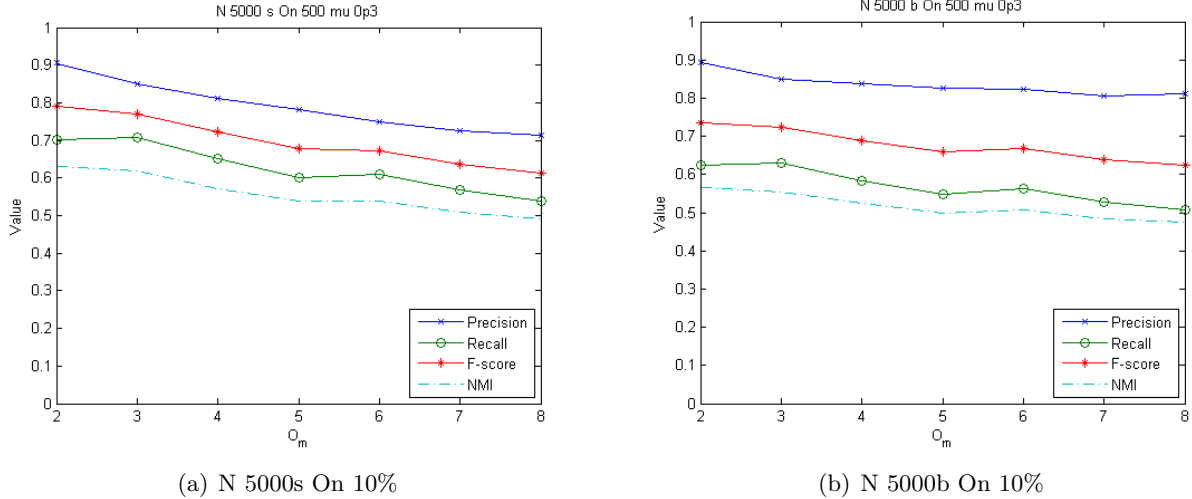 N 5000 s On 500 mu 0p3
1
0.9
0.8
0.7
0.6
0.5
0.4
0.3
0.2
0.1
0
Value
2 3 4 5 6 7 8
O_m
Precision
Recall
F-score
NMI
(a) N 5000s On 10%
N 5000 b On 500 mu 0p3
1
0.9
0.8
0.7
0.6
0.5
0.4
0.3
0.2
0.1
0
Value
2 3 4 5 6 7 8
O_m
Precision
Recall
F-score
NMI
(b) N 5000b On 10%